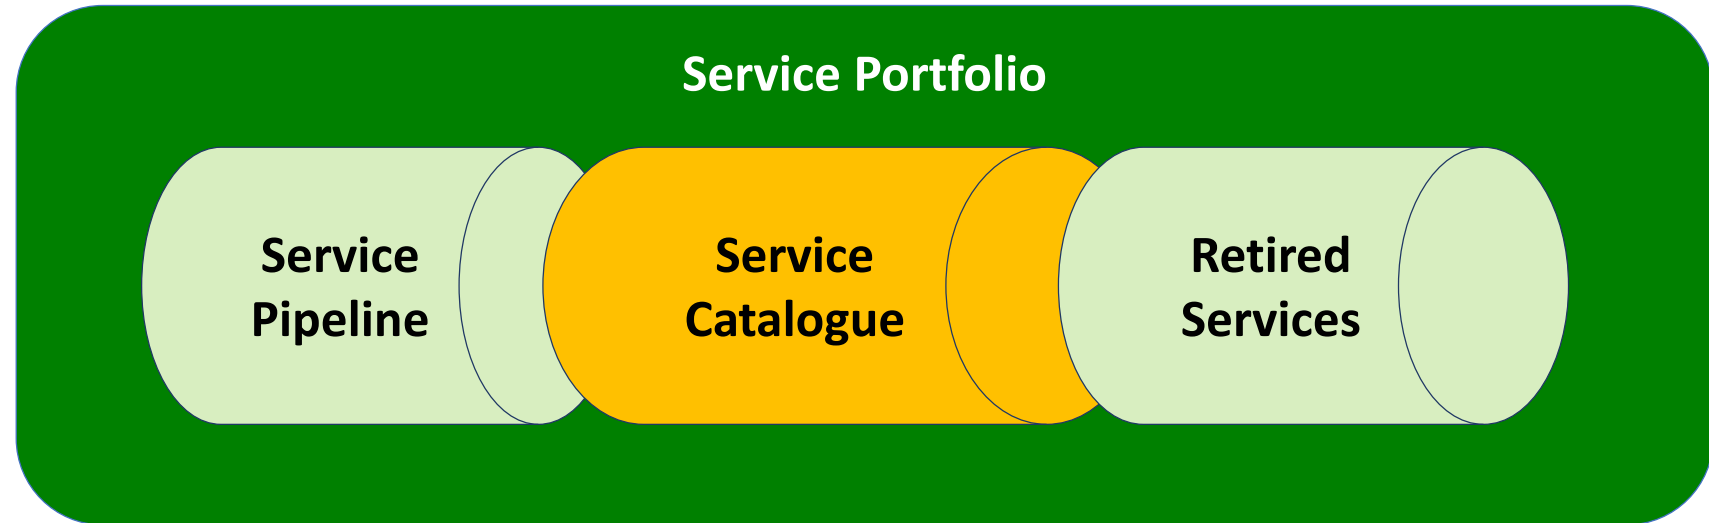 Service Portfolio
Service
Pipeline
Service
Catalogue
Retired
Services